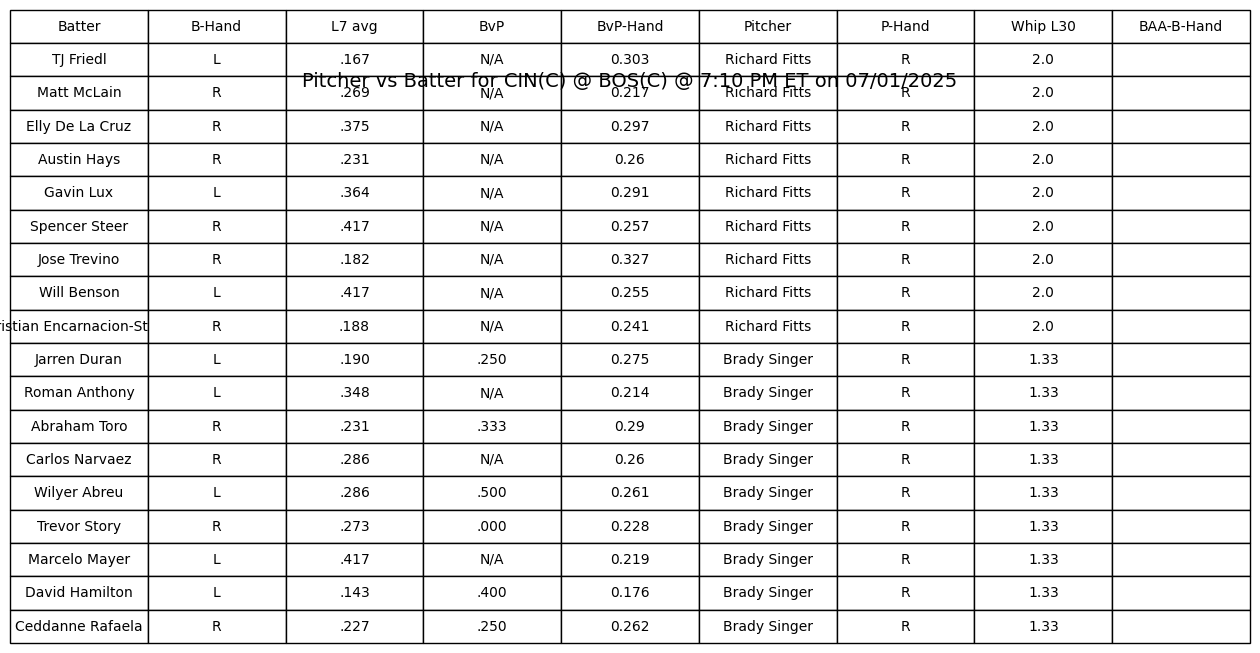 Batter B-Hand L7 avg BvP BvP-Hand Pitcher P-Hand Whip L30 BAA-B-Hand
TJ Friedl L .167 N/A 0.303 Richard Fitts R 2.0
Pitcher vs Batter for CIN(C) @ BOS(C) @ 7:10 PM ET on 07/01/2025
Matt McLain R .269 N/A 0.217 Richard Fitts R 2.0
Elly De La Cruz R .375 N/A 0.297 Richard Fitts R 2.0
Austin Hays R .231 N/A 0.26 Richard Fitts R 2.0
Gavin Lux L .364 N/A 0.291 Richard Fitts R 2.0
Spencer Steer R .417 N/A 0.257 Richard Fitts R 2.0
Jose Trevino R .182 N/A 0.327 Richard Fitts R 2.0
Will Benson L .417 N/A 0.255 Richard Fitts R 2.0
ristian Encarnacion-St R .188 N/A 0.241 Richard Fitts R 2.0
Jarren Duran L .190 .250 0.275 Brady Singer R 1.33
Roman Anthony L .348 N/A 0.214 Brady Singer R 1.33
Abraham Toro R .231 .333 0.29 Brady Singer R 1.33
Carlos Narvaez R .286 N/A 0.26 Brady Singer R 1.33
Wilyer Abreu L .286 .500 0.261 Brady Singer R 1.33
Trevor Story R .273 .000 0.228 Brady Singer R 1.33
Marcelo Mayer L .417 N/A 0.219 Brady Singer R 1.33
David Hamilton L .143 .400 0.176 Brady Singer R 1.33
Ceddanne Rafaela R .227 .250 0.262 Brady Singer R 1.33